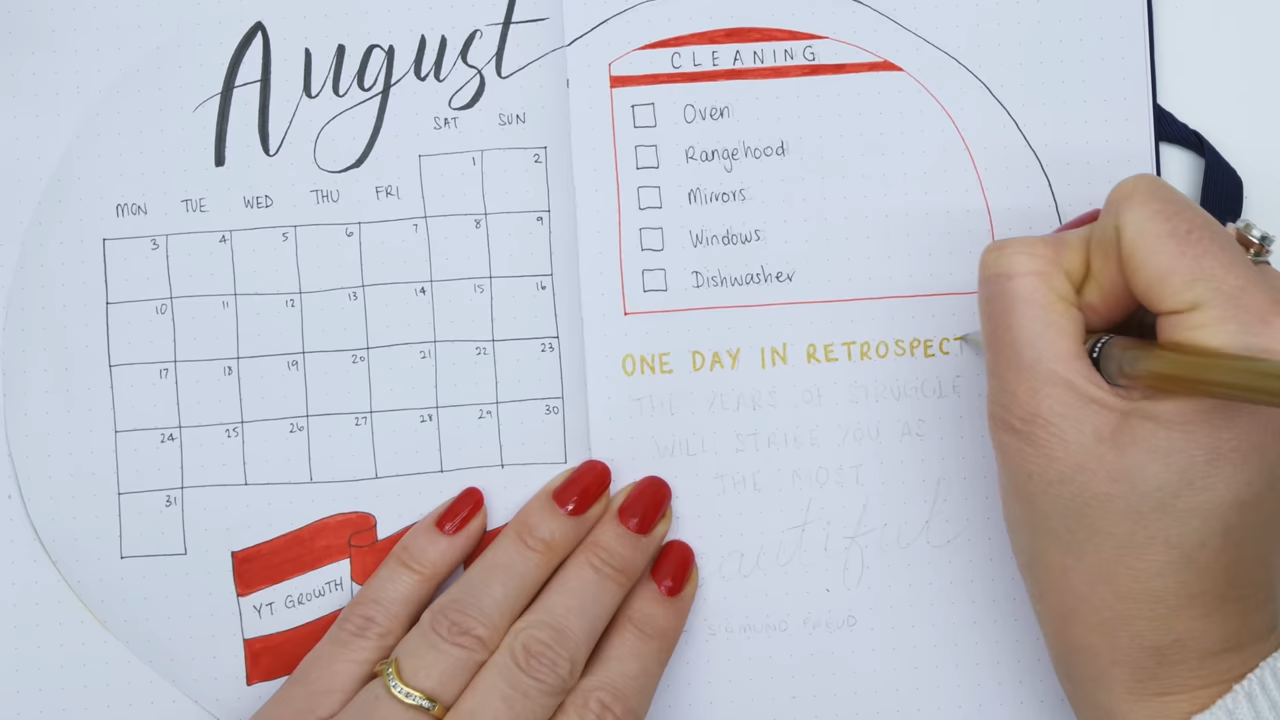 August
SAT SUN
MON TUE WED THU FRI
1 2
3 4 5 6 7 8 9
10 11 12 13 14 15 16
17 18 19 20 21 22 23
24 25 26 27 28 29 30
31
YT GROWTH
CLEANING
Oven
Rangehood
Mirrors
Windows
Dishwasher
ONE DAY IN RETROSPECT
THE YEARS OF STRUGGLE
WILL STRIKE YOU AS
THE MOST
SIGMUND FREUD